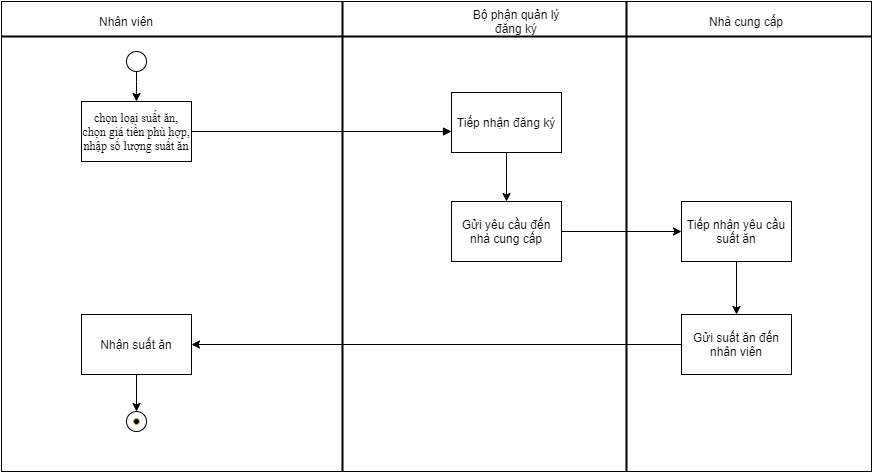 Nhân viên
Bộ phận quản lý
đăng ký
Nhà cung cấp
chọn loại suất ăn,
chọn giá tiền phù hợp,
nhập số lượng suất ăn
Tiếp nhận đăng ký
Gửi yêu cầu đến
nhà cung cấp
Tiếp nhận yêu cầu
suất ăn
Gửi suất ăn đến
nhân viên
Nhận suất ăn